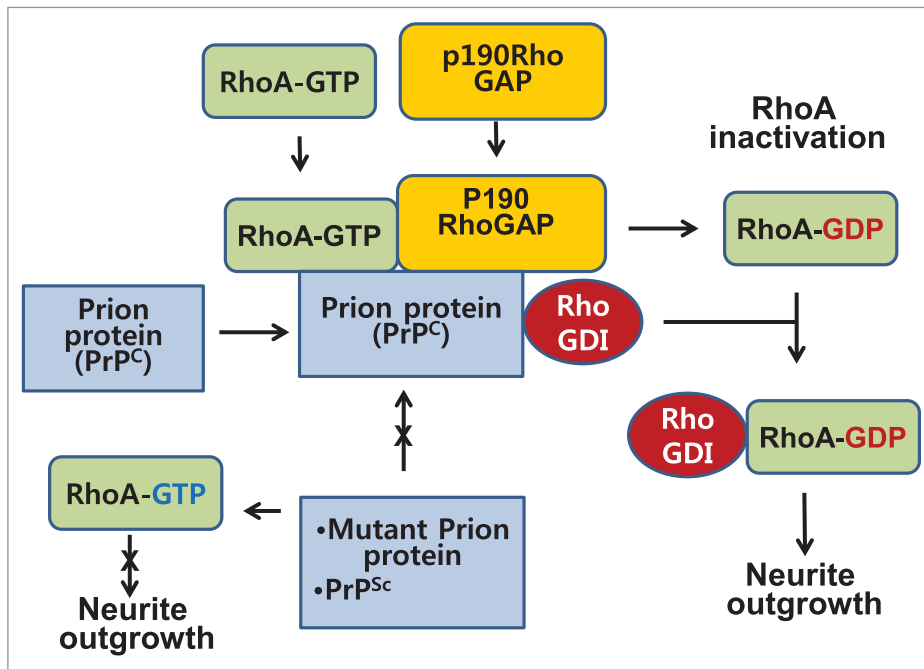 RhoA-GTP
p190Rho
GAP
RhoA
inactivation
RhoA-GTP
P190
RhoGAP
RhoA-GDP
Prion
protein
(PrPᶜ)
Prion protein
(PrPᶜ)
Rho
GDI
Rho
GDI
RhoA-GDP
RhoA-GTP
•Mutant Prion
protein
•PrPˢᶜ
Neurite
outgrowth
Neurite
outgrowth